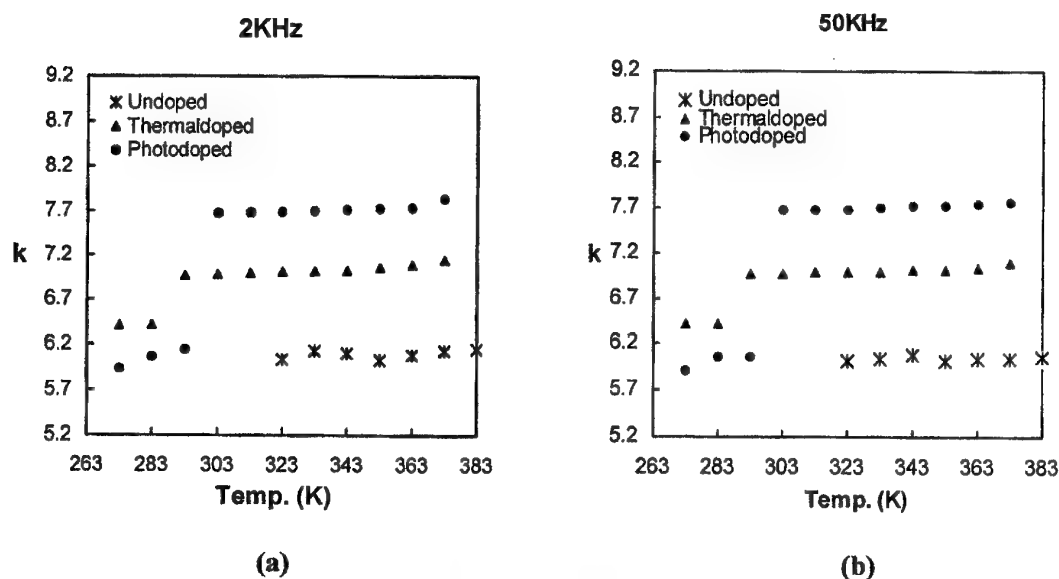 2KHz
9.2
8.7
8.2
7.7
7.2
6.7
6.2
5.7
5.2
k
Undoped
Thermaldoped
Photodoped
263 283 303 323 343 363 383
Temp. (K)
(a)
50KHz
9.2
8.7
8.2
7.7
7.2
6.7
6.2
5.7
5.2
k
Undoped
Thermaldoped
Photodoped
263 283 303 323 343 363 383
Temp. (K)
(b)